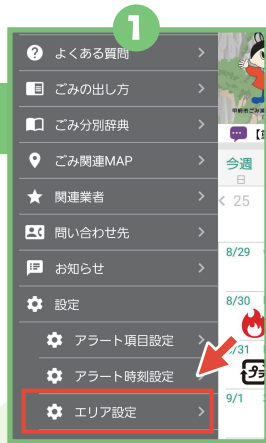 1
よくある質問
ごみの出し方
ごみ分別辞典
ごみ関連MAP
関連業者
問い合わせ先
お知らせ
設定
アラート項目設定
アラート時刻設定
エリア設定
今週
日
< 25
8/29
8/30
8/31
9/1